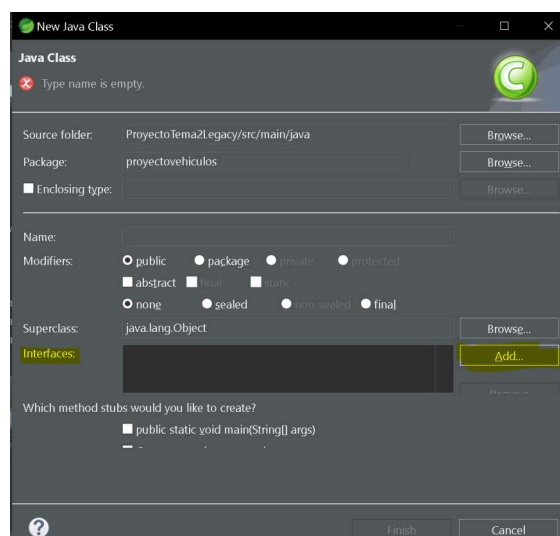 New Java Class
Java Class
Type name is empty.
Source folder: ProyectoTema2Legacy/src/main/java Browse...
Package: proyectovehiculos Browse...
Enclosing type: Browse...
Name:
Modifiers: public package private protected
abstract final static
none sealed non-sealed final
Superclass: java.lang.Object Browse...
Interfaces: Add...
Remove
Which method stubs would you like to create?
public static void main(String[] args)
? Finish Cancel